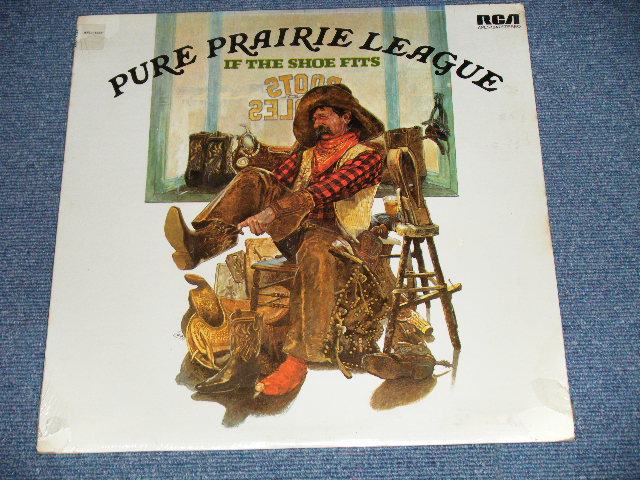 RCA
PURE PRAIRIE LEAGUE
IF THE SHOE FITS
BOOTS